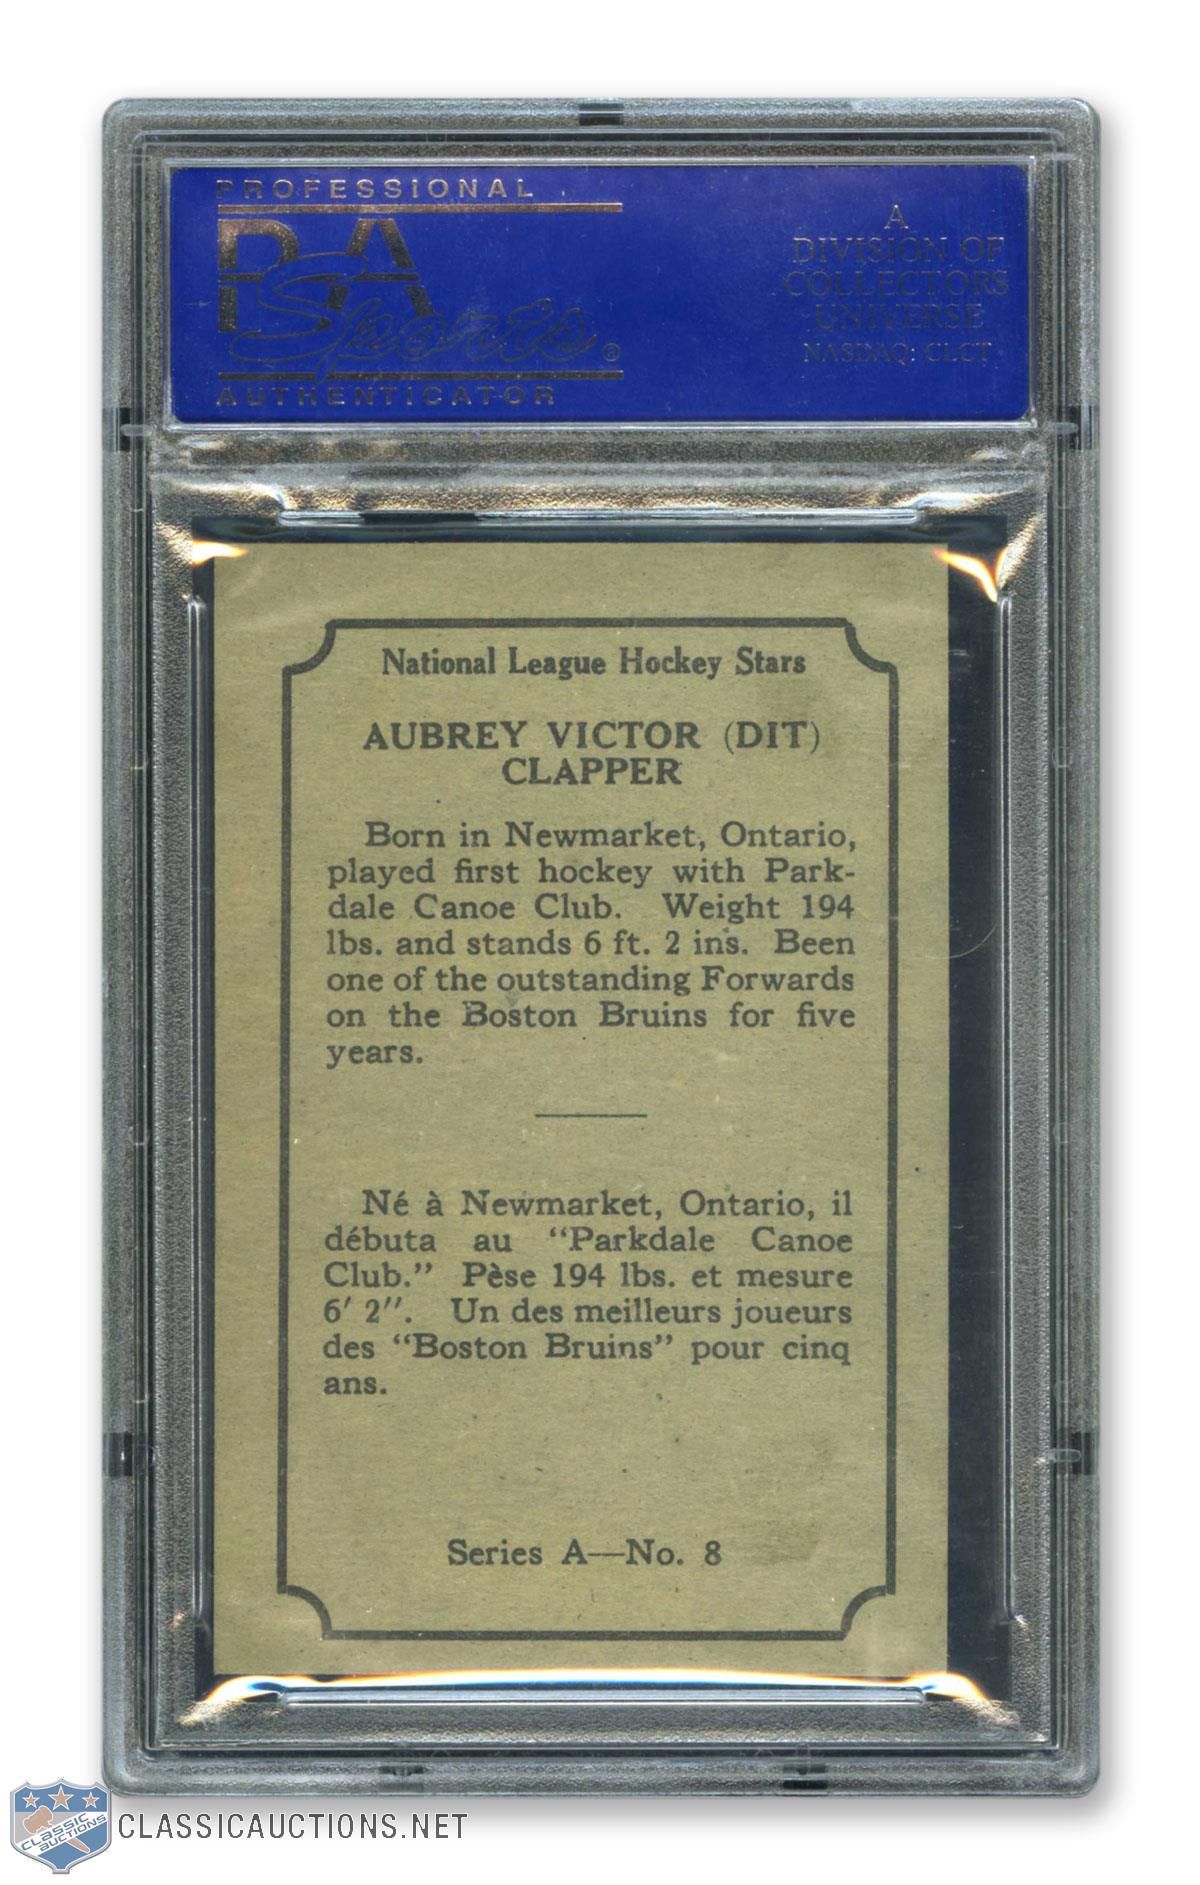 PROFESSIONAL
PSA
Sports®
AUTHENTICATOR
A
DIVISION OF
COLLECTORS
UNIVERSE
NASDAQ: CLCT
National League Hockey Stars
AUBREY VICTOR (DIT)
CLAPPER
Born in Newmarket, Ontario,
played first hockey with Park-
dale Canoe Club. Weight 194
lbs. and stands 6 ft. 2 ins. Been
one of the outstanding Forwards
on the Boston Bruins for five
years.
Né à Newmarket, Ontario, il
débuta au "Parkdale Canoe
Club." Pèse 194 lbs. et mesure
6′ 2″. Un des meilleurs joueurs
des "Boston Bruins" pour cinq
ans.
Series A—No. 8
CLASSIC
AUCTIONS
CLASSICAUCTIONS.NET